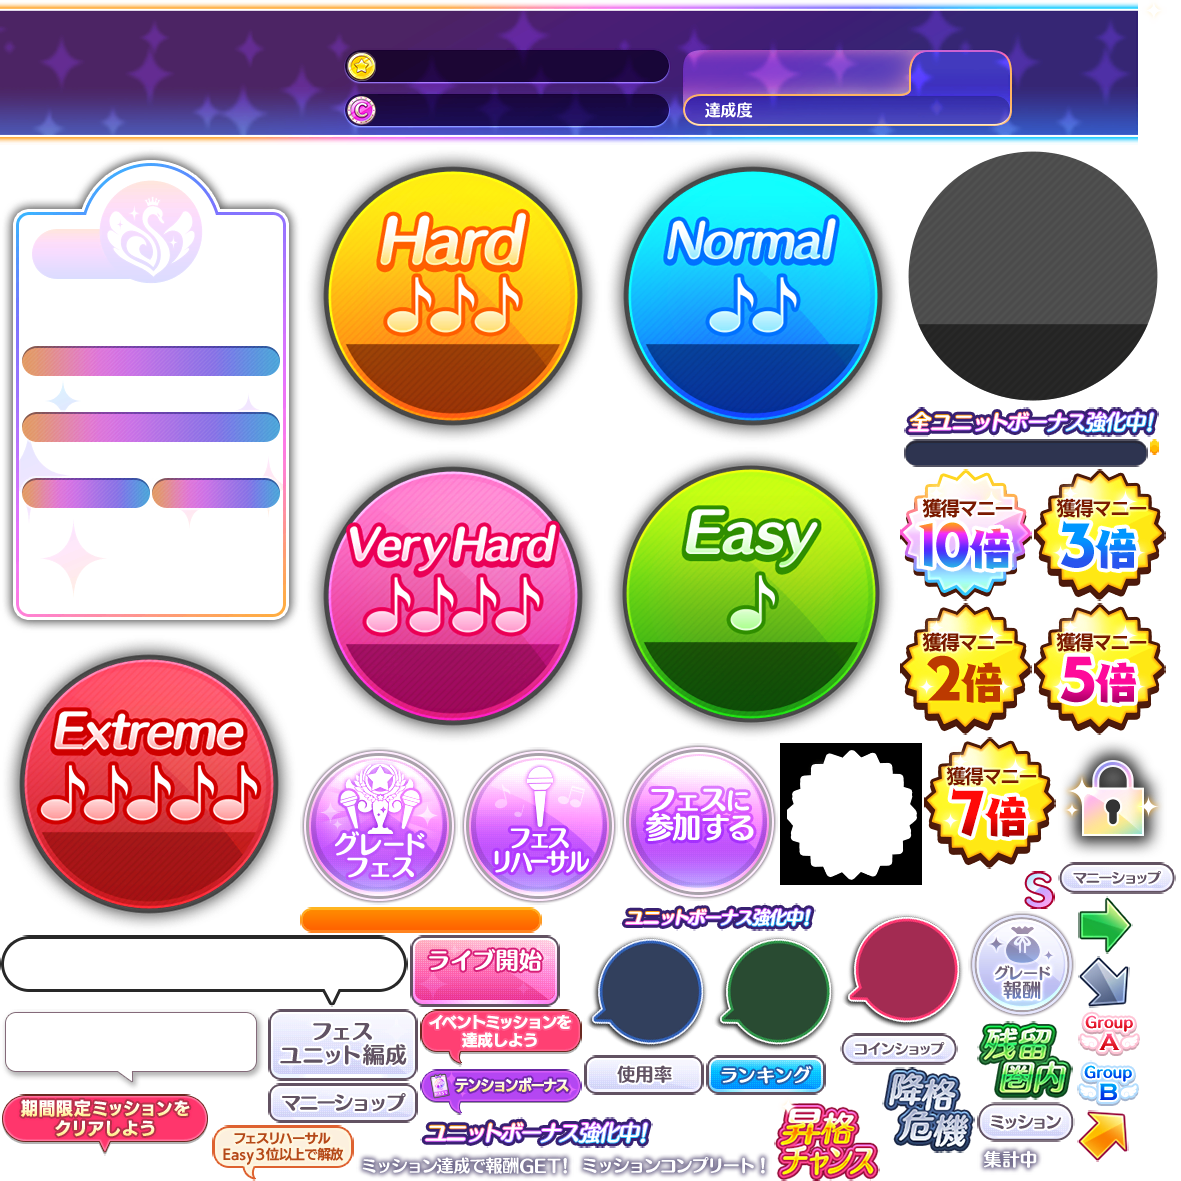 達成度
Hard
Normal
全ユニットボーナス強化中!
獲得マニー
10倍
獲得マニー
3倍
Very Hard
Easy
獲得マニー
2倍
獲得マニー
5倍
Extreme
グレード
フェス
フェス
リハーサル
フェスに
参加する
獲得マニー
7倍
S
マニーショップ
ユニットボーナス強化中!
ライブ開始
グレード
報酬
フェス
ユニット編成
イベントミッションを
達成しよう
Group
A
コインショップ
残留
圏内
使用率
ランキング
テンションボーナス
Group
B
マニーショップ
期間限定ミッションを
クリアしよう
降格
危機
ミッション
昇格
チャンス
フェスリハーサル
Easy3位以上で解放
ユニットボーナス強化中!
ミッション達成で報酬GET!
ミッションコンプリート!
集計中